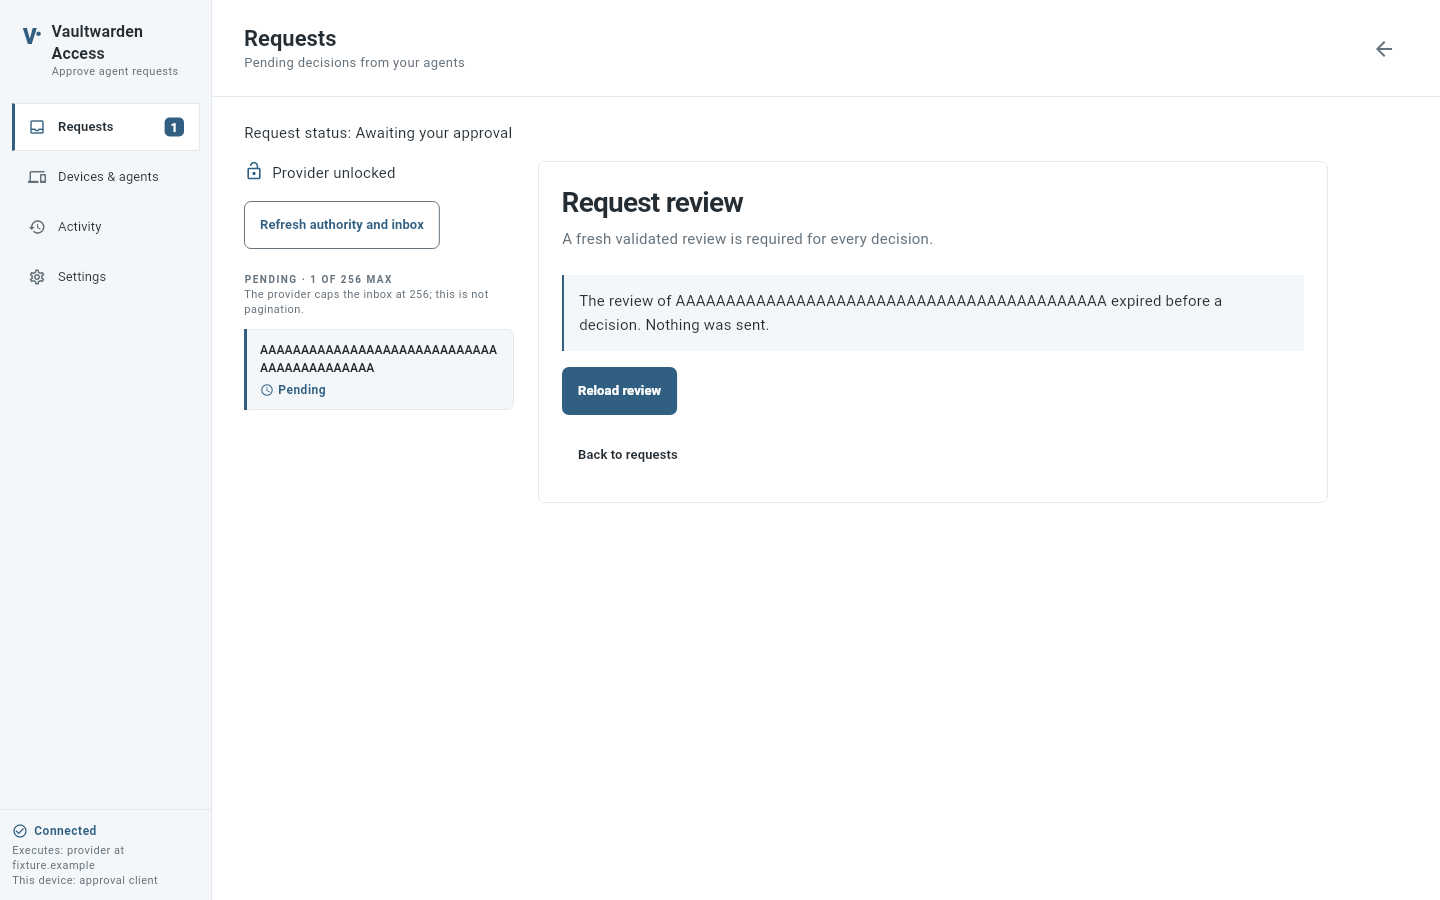 Vaultwarden
Access
Approve agent requests
Requests
1
Devices & agents
Activity
Settings
Connected
Executes: provider at
fixture.example
This device: approval client
Requests
Pending decisions from your agents
Request status: Awaiting your approval
Provider unlocked
Refresh authority and inbox
PENDING · 1 OF 256 MAX
The provider caps the inbox at 256; this is not
pagination.
AAAAAAAAAAAAAAAAAAAAAAAAAAAAA
AAAAAAAAAAAAAA
Pending
Request review
A fresh validated review is required for every decision.
The review of AAAAAAAAAAAAAAAAAAAAAAAAAAAAAAAAAAAAAAAAAAA expired before a
decision. Nothing was sent.
Reload review
Back to requests